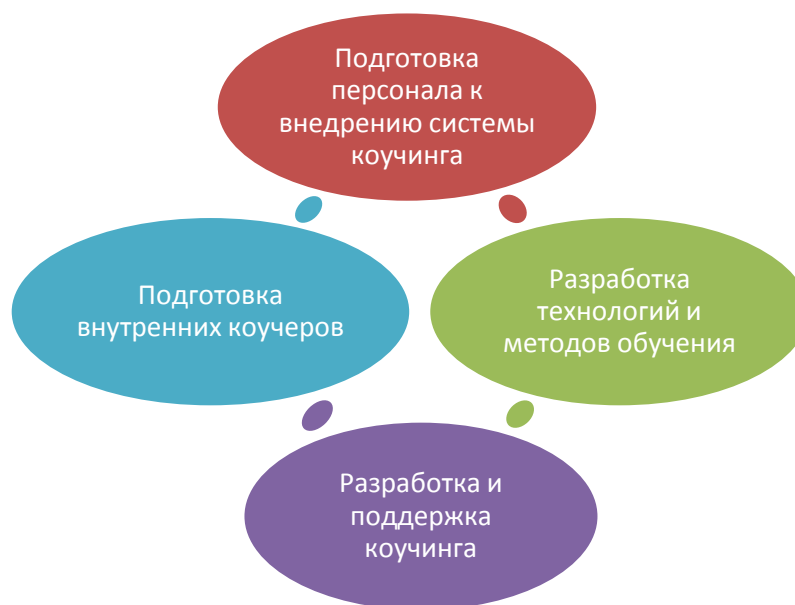 Подготовка
персонала к
внедрению системы
коучинга
Подготовка
внутренних коучеров
Разработка
технологий и
методов обучения
Разработка и
поддержка
коучинга